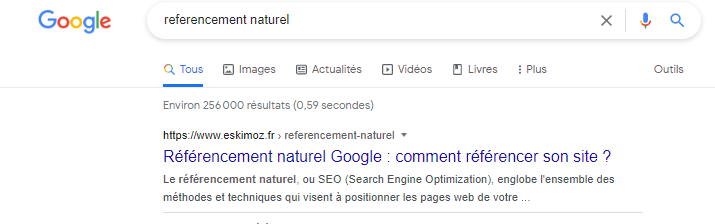 Google
referencement naturel
Tous
Images
Actualités
Vidéos
Livres
Plus
Outils
Environ 256 000 résultats (0,59 secondes)
https://www.eskimoz.fr › referencement-naturel
Référencement naturel Google : comment référencer son site ?
Le référencement naturel, ou SEO (Search Engine Optimization), englobe l'ensemble des
méthodes et techniques qui visent à positionner les pages web de votre ...